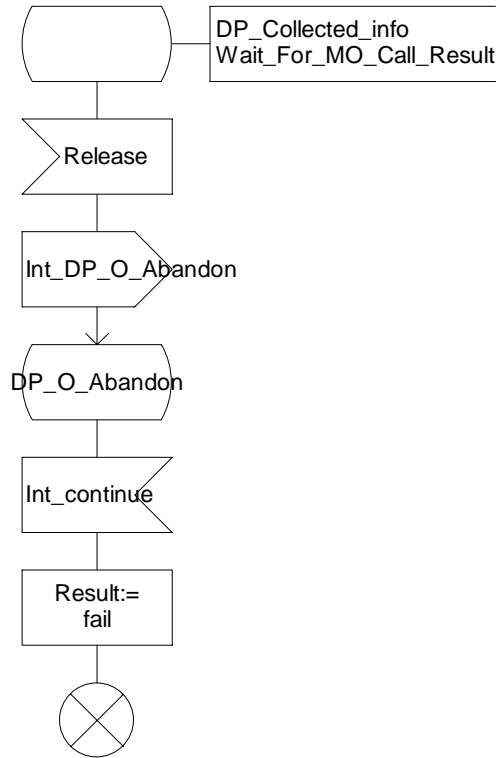 DP_Collected_info
Wait_For_MO_Call_Result
Release
Int_DP_O_Abandon
DP_O_Abandon
Int_continue
Result:=
fail